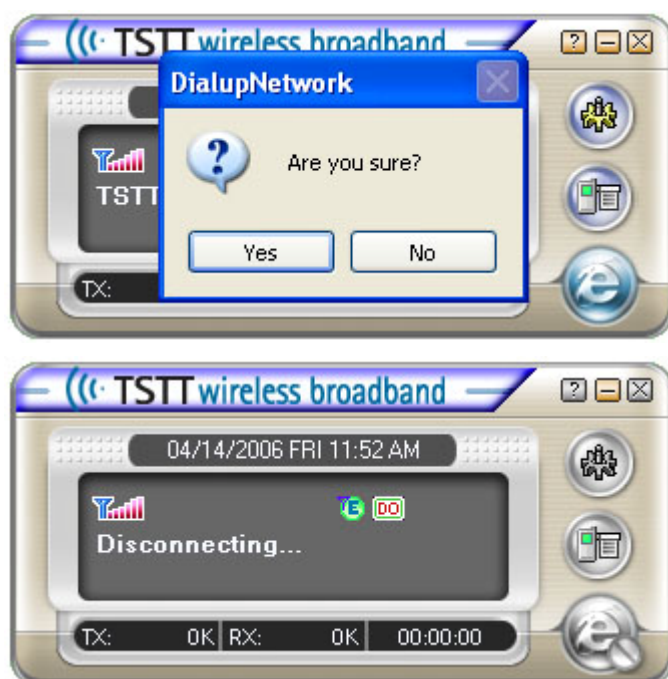 TSTT wireless broadband
?
DialupNetwork
? Are you sure?
TSTT
Yes No
TX:
TSTT wireless broadband
?
04/14/2006 FRI 11:52 AM
E DO
Disconnecting...
TX: 0K RX: 0K 00:00:00